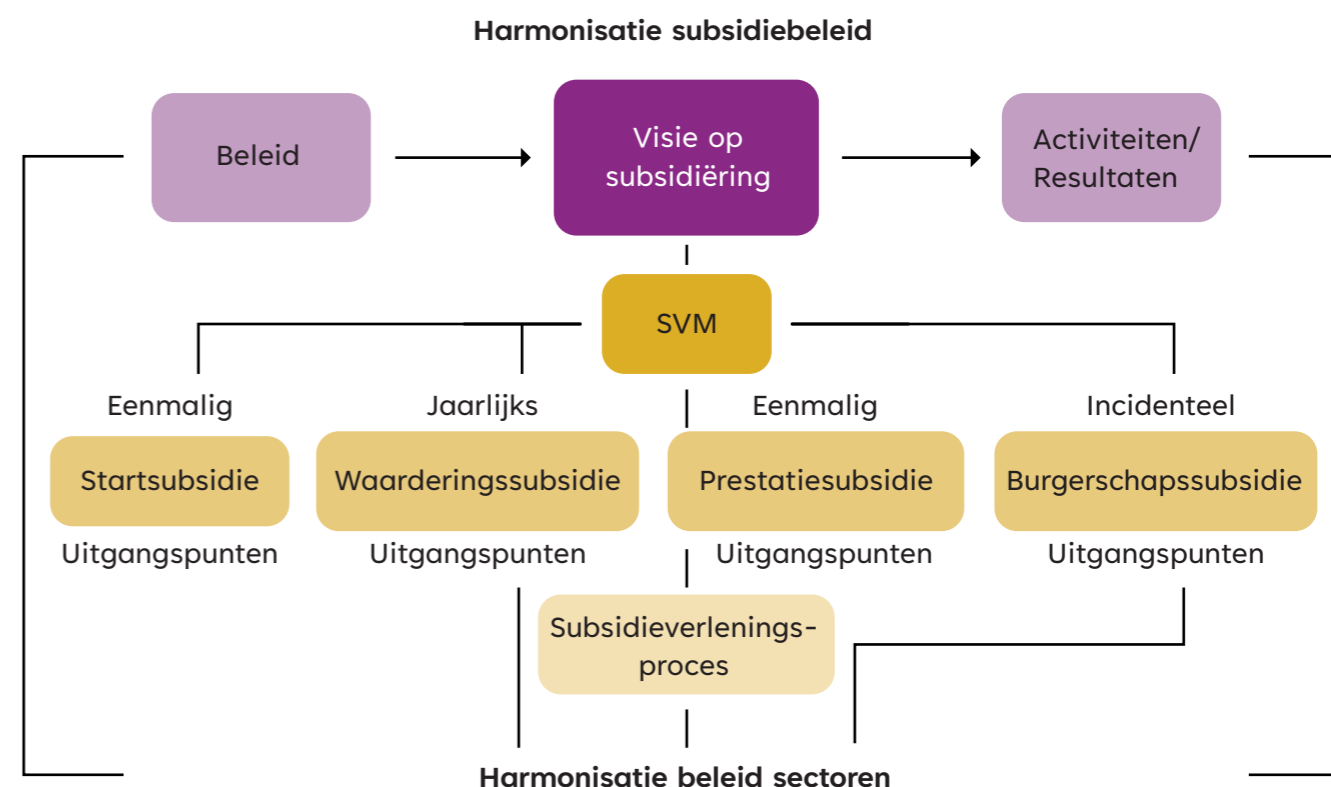 Harmonisatie subsidiebeleid
Beleid
Visie op
subsidiëring
Activiteiten/
Resultaten
SVM
Eenmalig
Jaarlijks
Eenmalig
Incidenteel
Startsubsidie
Waarderingssubsidie
Prestatiesubsidie
Burgerschapssubsidie
Uitgangspunten
Uitgangspunten
Uitgangspunten
Uitgangspunten
Subsidieverlenings-
proces
Harmonisatie beleid sectoren